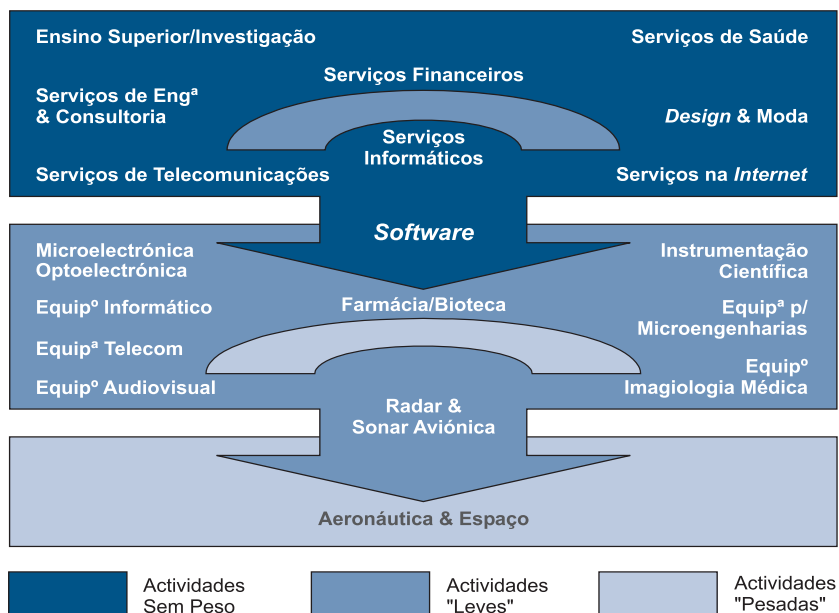 Ensino Superior/Investigação
Serviços de Saúde
Serviços Financeiros
Serviços de Engª
& Consultoria
Design & Moda
Serviços
Informáticos
Serviços de Telecomunicações
Serviços na Internet
Software
Microelectrónica
Optoelectrónica
Instrumentação
Científica
Equipº Informático
Farmácia/Bioteca
Equipª p/
Microengenharias
Equipª Telecom
Equipº Audiovisual
Equipº
Imagiologia Médica
Radar &
Sonar Aviónica
Aeronáutica & Espaço
Actividades
Sem Peso
Actividades
"Leves"
Actividades
"Pesadas"